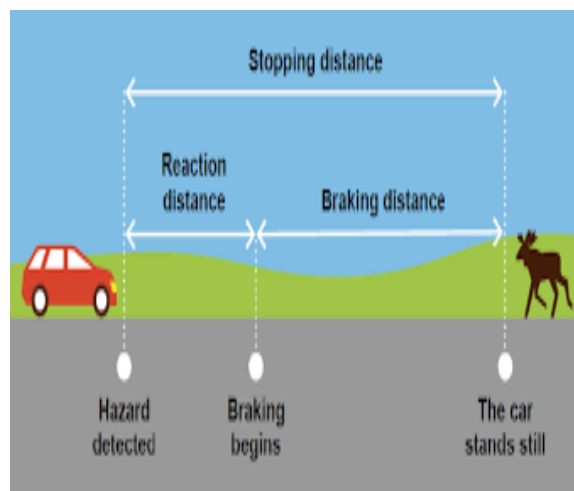 Stopping distance
Reaction
distance
Braking distance
Hazard
detected
Braking
begins
The car
stands still